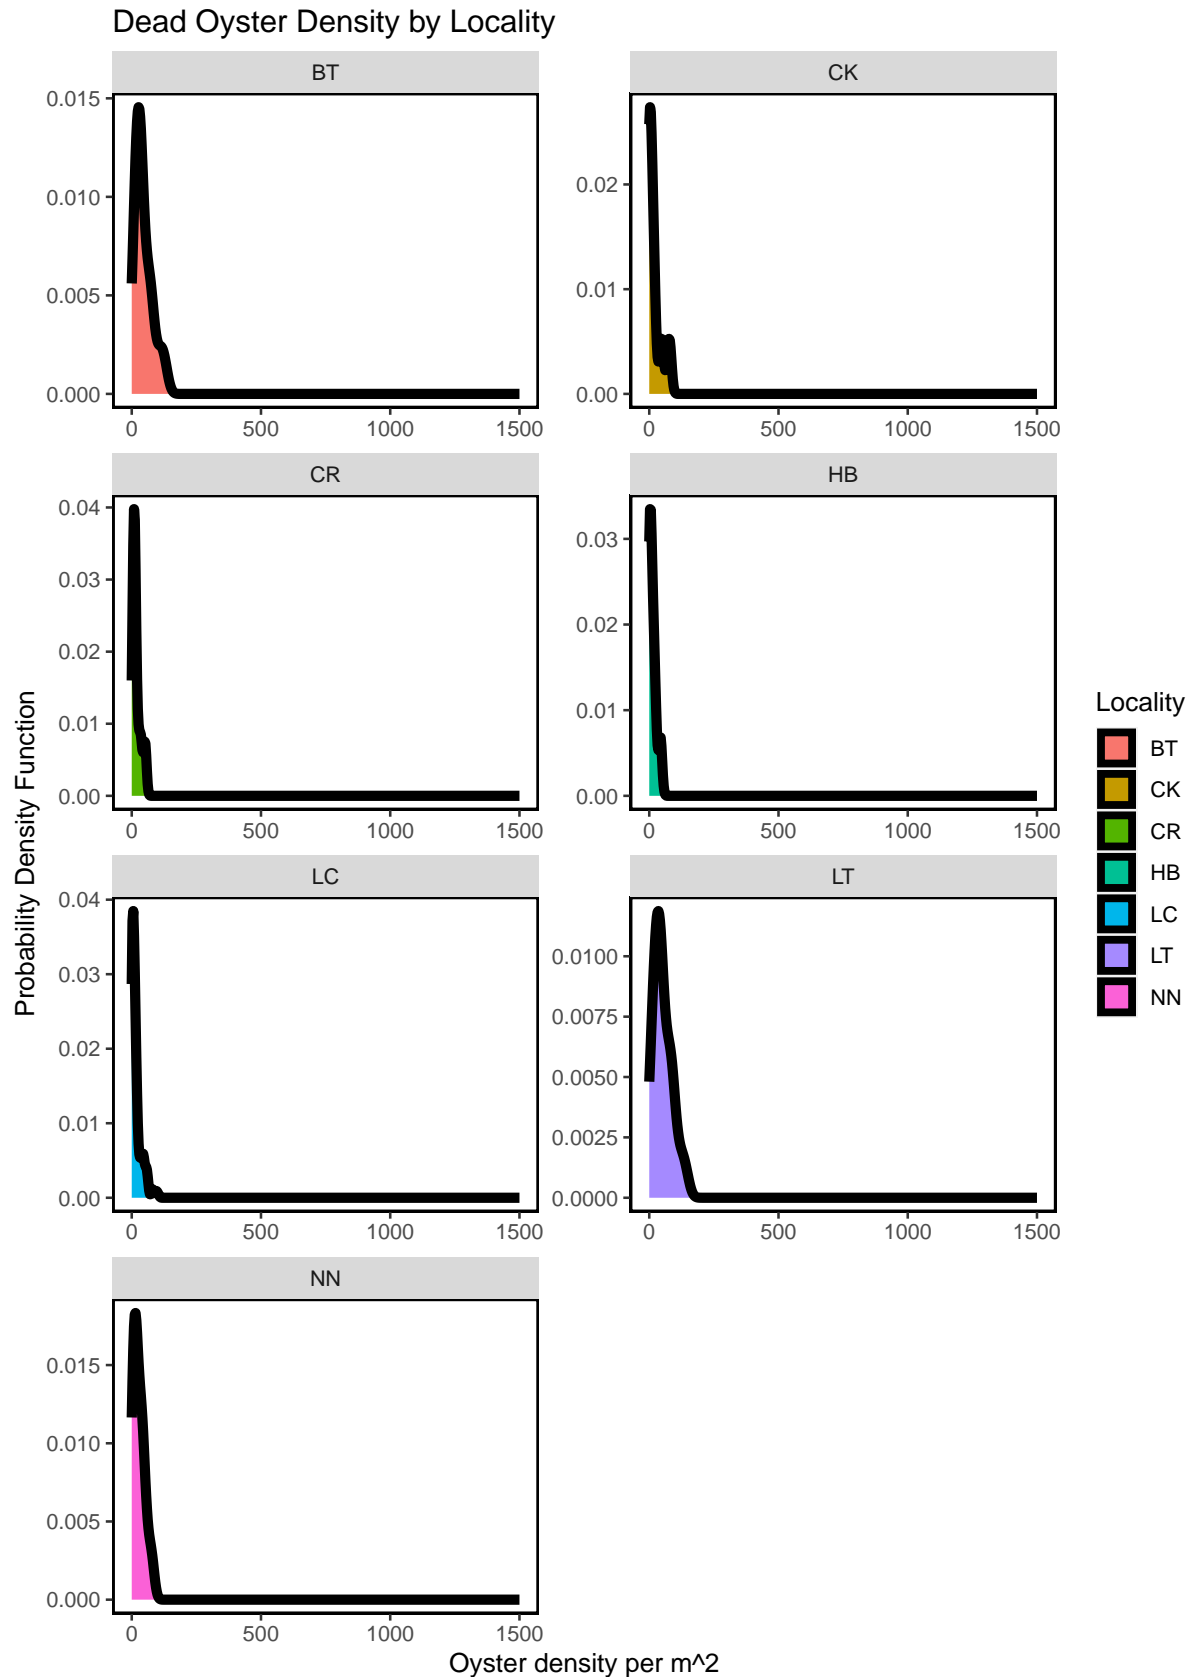 Dead Oyster Density by Locality
BT
0.015
0.010
0.005
0.000
0 500 1000 1500
CK
0.02
0.01
0.00
0 500 1000 1500
CR
0.04
0.03
0.02
0.01
0.00
0 500 1000 1500
HB
0.03
0.02
0.01
0.00
0 500 1000 1500
LC
0.04
0.03
0.02
0.01
0.00
0 500 1000 1500
LT
0.0100
0.0075
0.0050
0.0025
0.0000
0 500 1000 1500
NN
0.015
0.010
0.005
0.000
0 500 1000 1500
Probability Density Function
Oyster density per m^2
Locality
BT
CK
CR
HB
LC
LT
NN